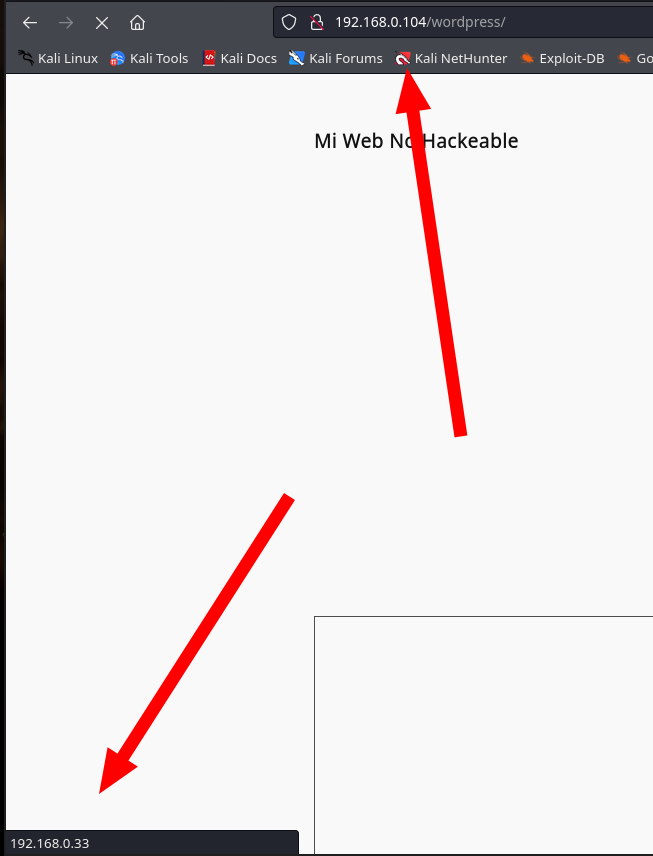 192.168.0.104/wordpress/
Kali Linux Kali Tools Kali Docs Kali Forums Kali NetHunter Exploit-DB Go
Mi Web No Hackeable
192.168.0.33